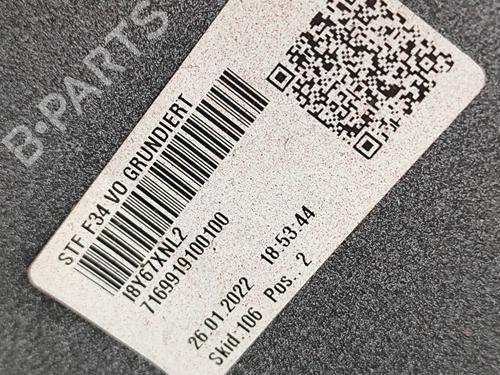 B-PARTS
STF F34 VO GRUNDIERT
I8Y67XNL2
7169919100100
26.01.2022 18:53:44
Skid:106 Pos.: 2